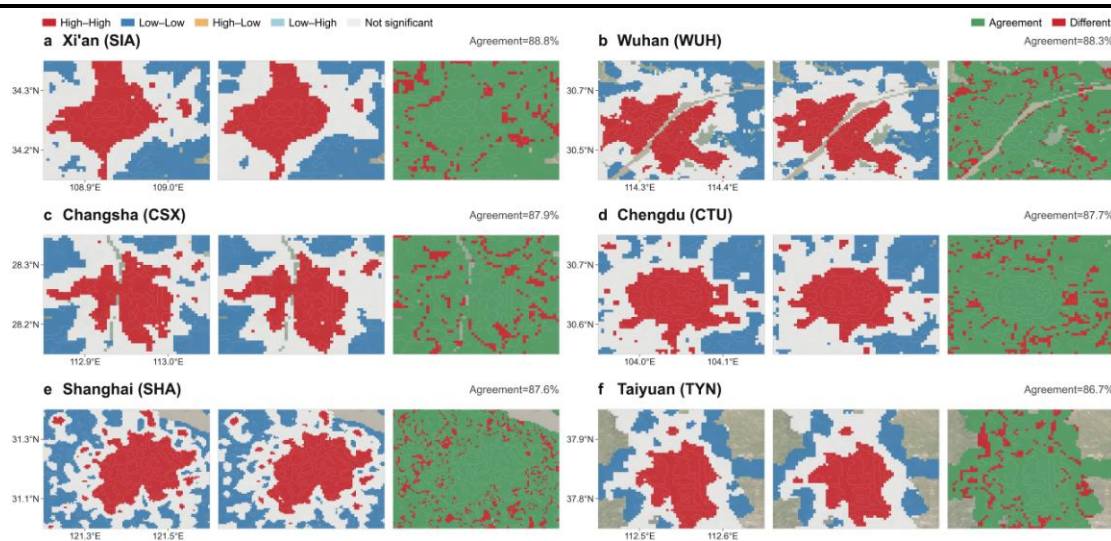 High–High Low–Low High–Low Low–High Not significant
Agreement Different
a Xi'an (SIA) Agreement=88.8%
34.3°N
34.2°N
108.9°E 109.0°E
b Wuhan (WUH) Agreement=88.3%
30.7°N
30.5°N
114.3°E 114.4°E
c Changsha (CSX) Agreement=87.9%
28.3°N
28.2°N
112.9°E 113.0°E
d Chengdu (CTU) Agreement=87.7%
30.7°N
30.6°N
104.0°E 104.1°E
e Shanghai (SHA) Agreement=87.6%
31.3°N
31.1°N
121.3°E 121.5°E
f Taiyuan (TYN) Agreement=86.7%
37.9°N
37.8°N
112.5°E 112.6°E